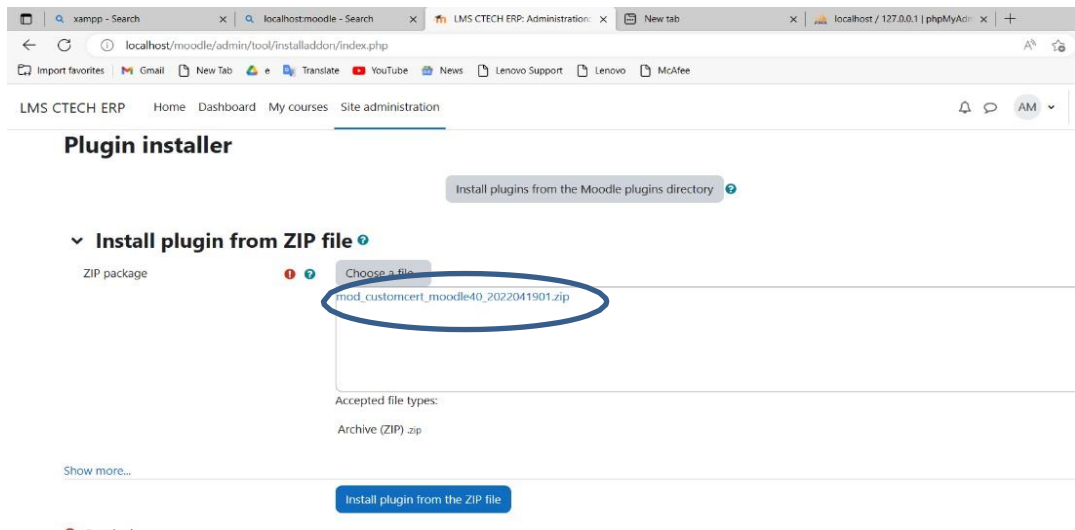 xampp - Search
localhost:moodle - Search
LMS CTECH ERP: Administration:
New tab
localhost / 127.0.0.1 | phpMyAdm
localhost/moodle/admin/tool/installaddon/index.php
Import favorites Gmail New Tab e Translate YouTube News Lenovo Support Lenovo McAfee
LMS CTECH ERP Home Dashboard My courses Site administration AM
Plugin installer
Install plugins from the Moodle plugins directory
Install plugin from ZIP file
ZIP package
Choose a file...
mod_customcert_moodle40_2022041901.zip
Accepted file types:
Archive (ZIP) .zip
Show more...
Install plugin from the ZIP file